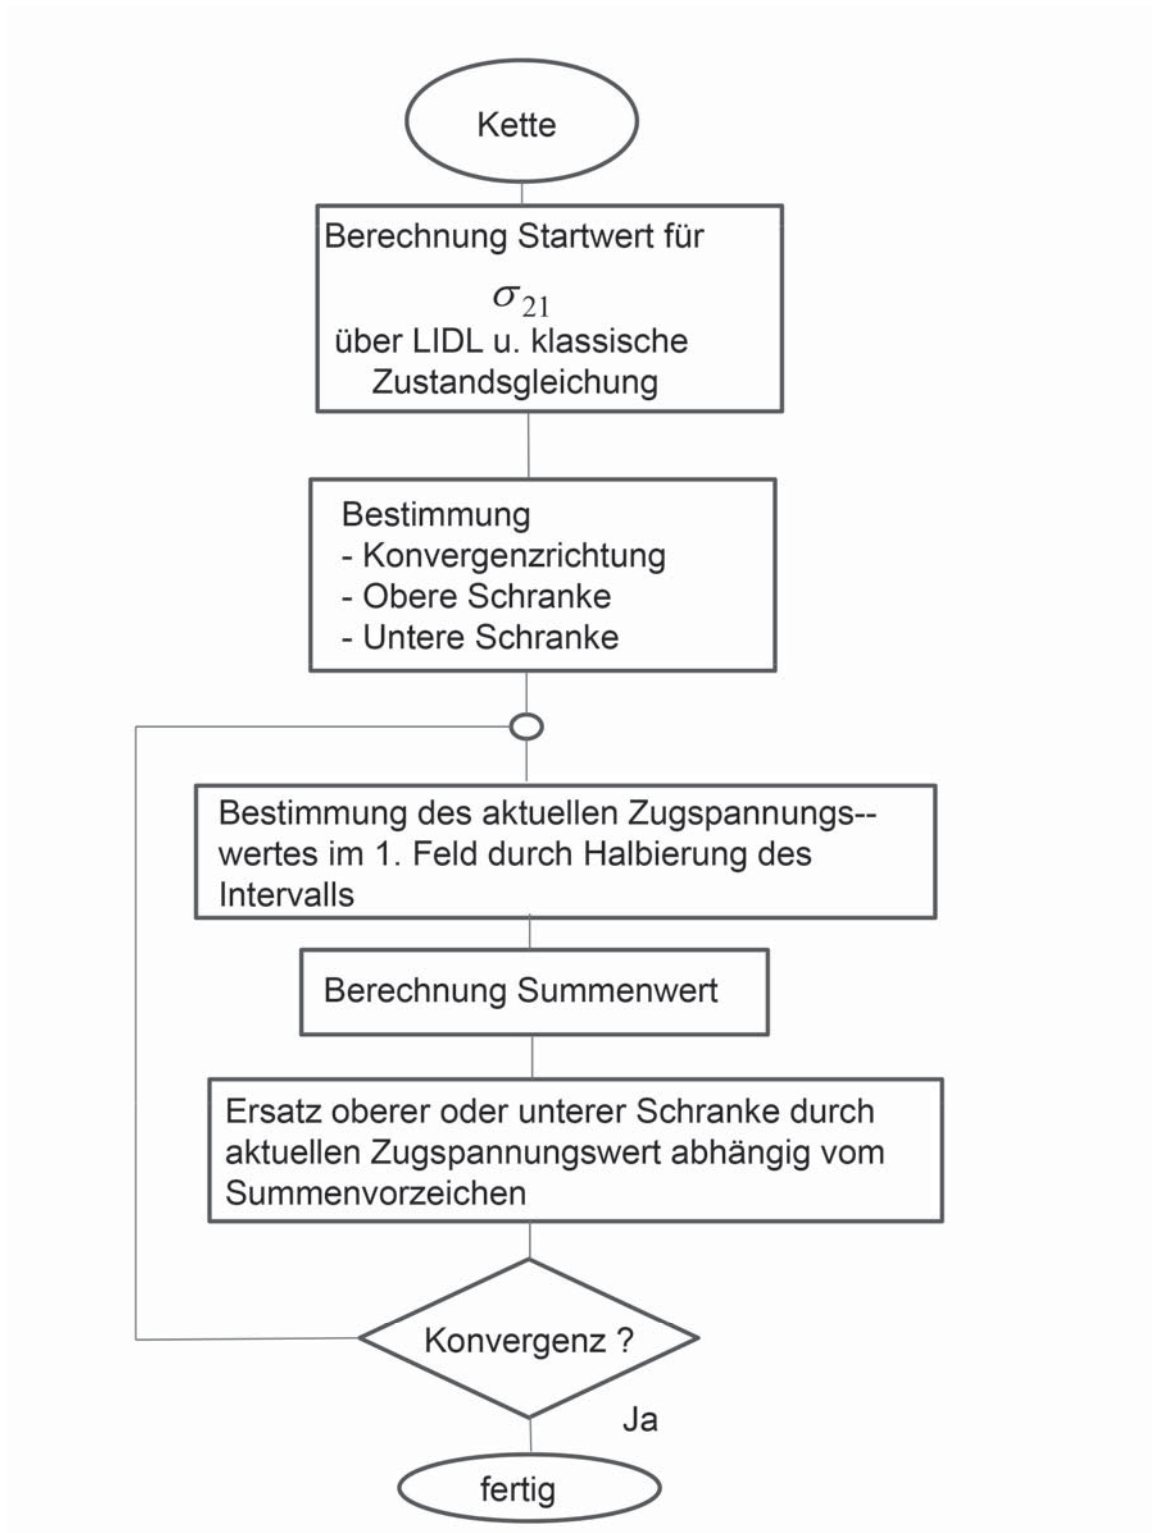 Kette
Berechnung Startwert für
σ21
über LIDL u. klassische
Zustandsgleichung
Bestimmung
- Konvergenzrichtung
- Obere Schranke
- Untere Schranke
Bestimmung des aktuellen Zugspannungs--
wertes im 1. Feld durch Halbierung des
Intervalls
Berechnung Summenwert
Ersatz oberer oder unterer Schranke durch
aktuellen Zugspannungswert abhängig vom
Summenvorzeichen
Konvergenz ?
Ja
fertig